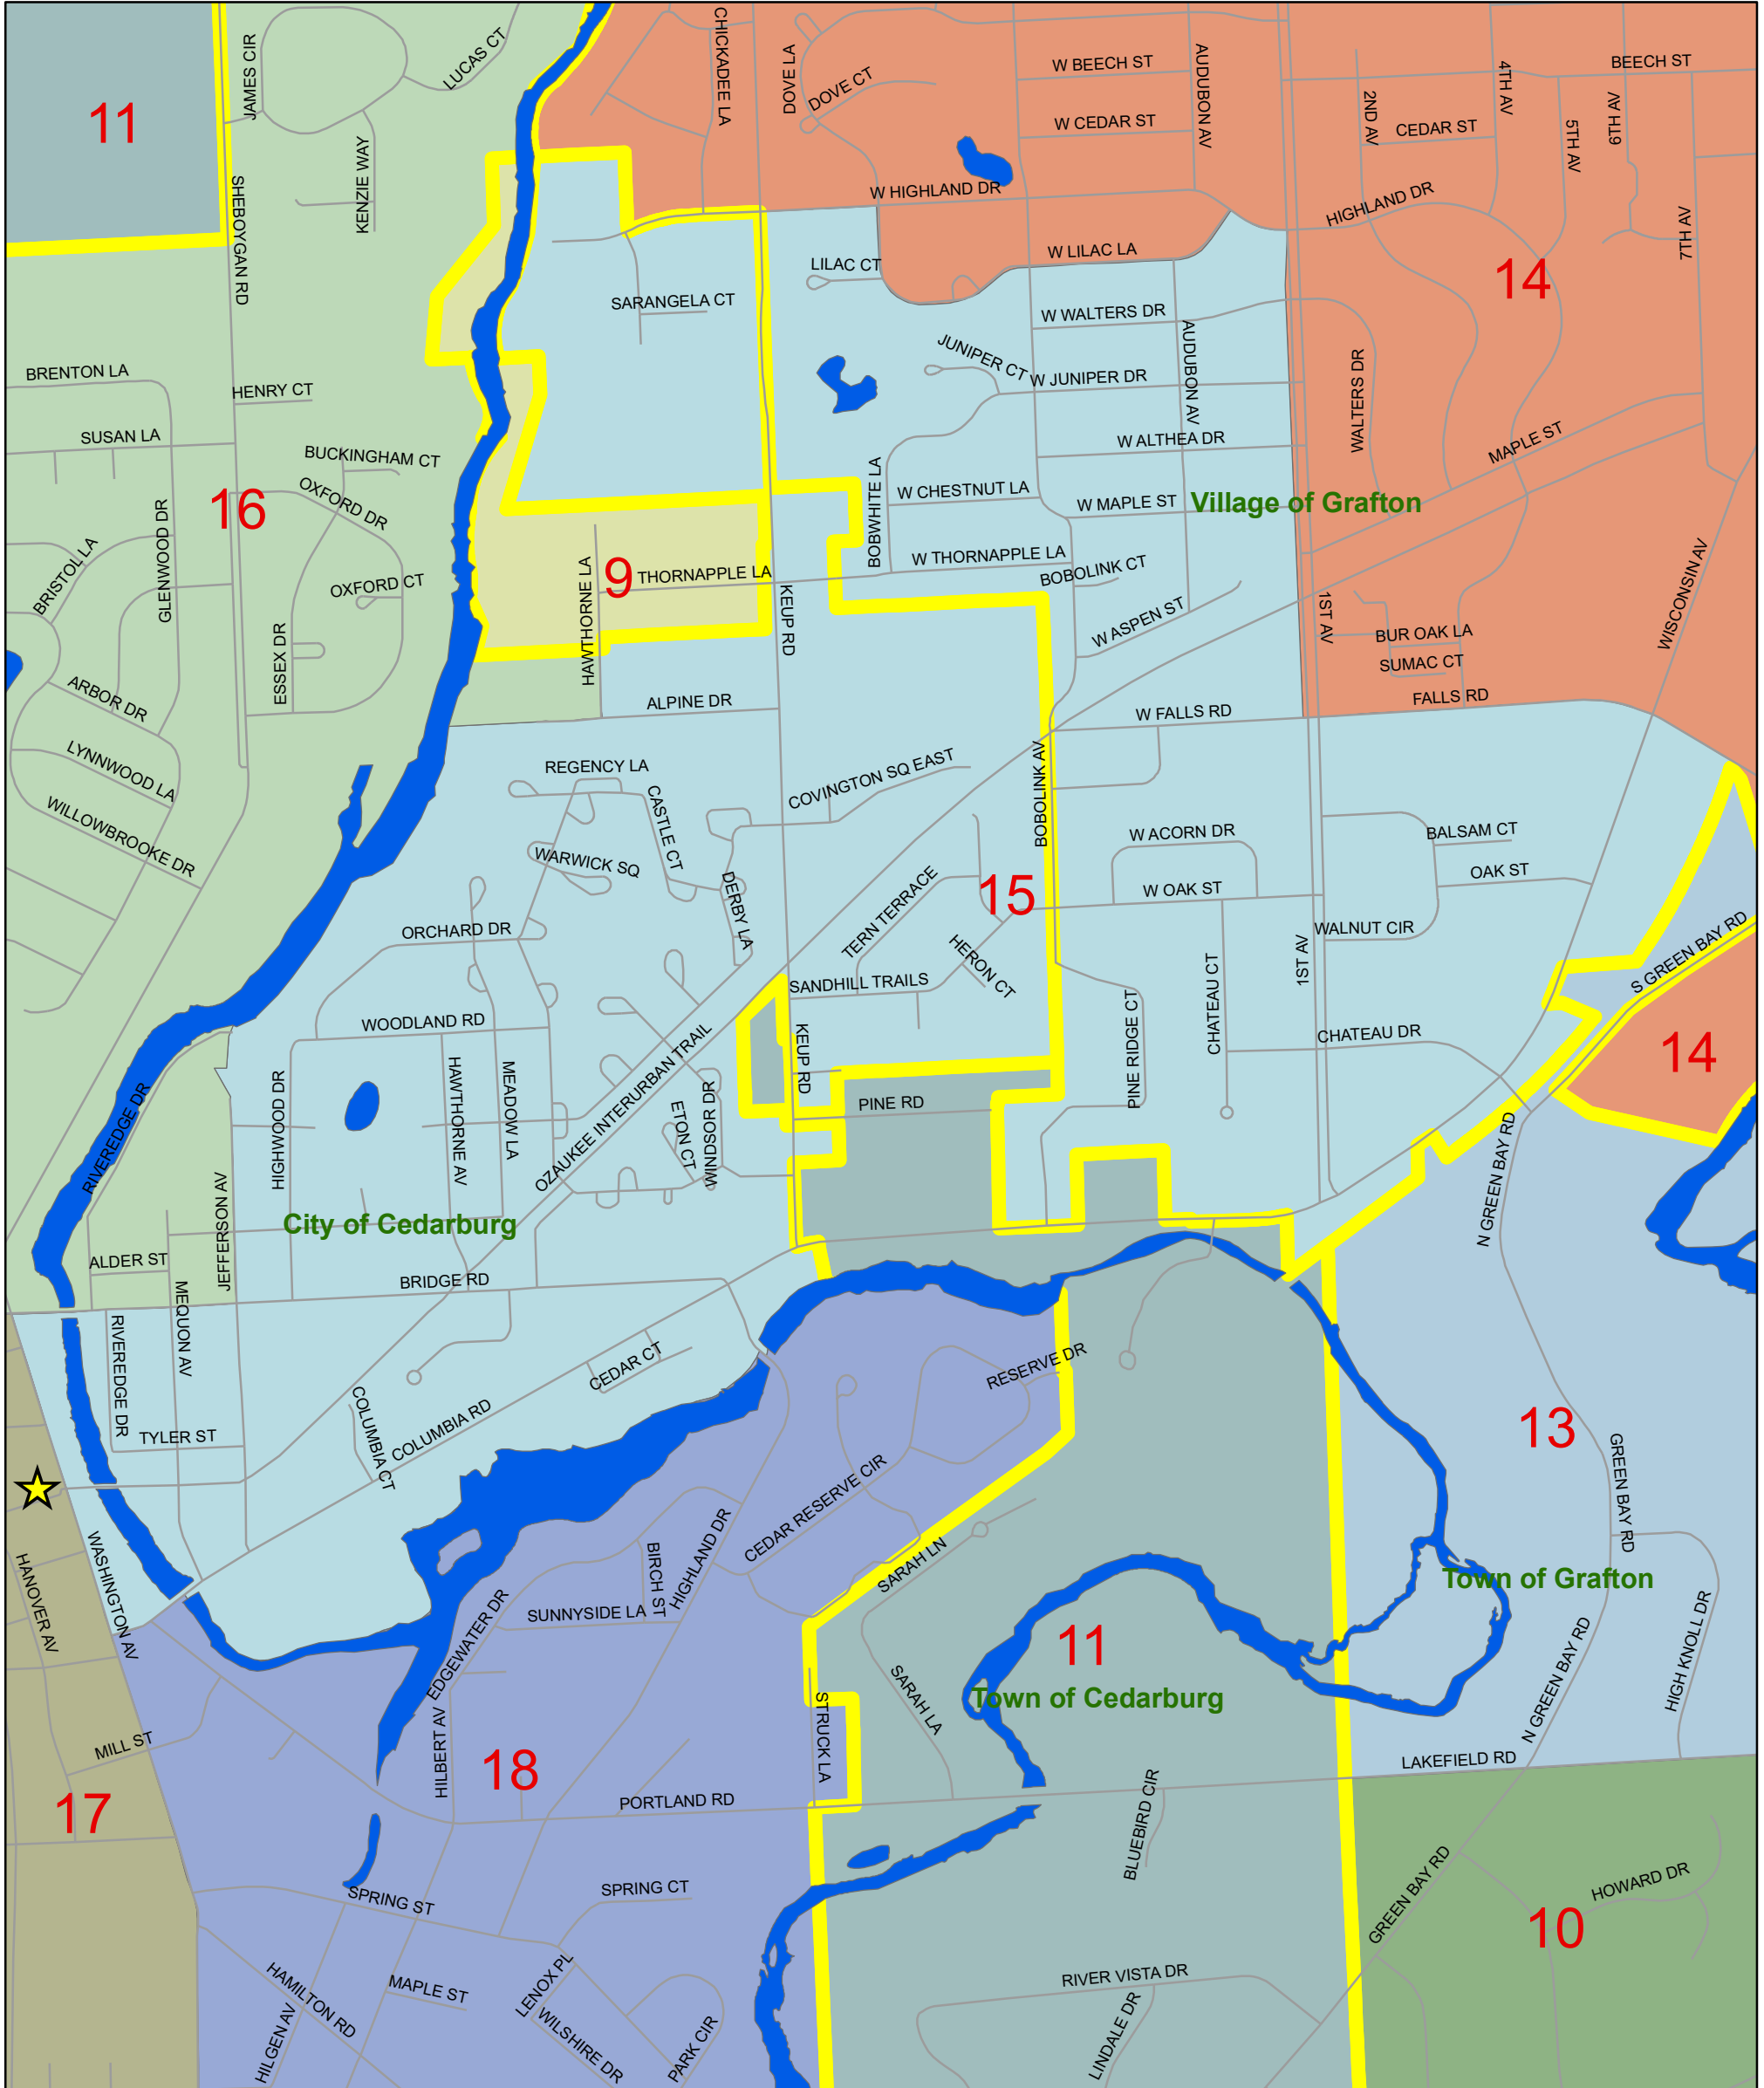 11
JAMES CIR
LUCAS CT
KENZIE WAY
SHEBOYGAN RD
CHICKADEE LA
DOVE LA
DOVE CT
W BEECH ST
AUDUBON AV
W CEDAR ST
2ND AV
4TH AV
BEECH ST
CEDAR ST
5TH AV
6TH AV
7TH AV
W HIGHLAND DR
HIGHLAND DR
W LILAC LA
LILAC CT
14
SARANGELA CT
W WALTERS DR
AUDUBON AV
JUNIPER CT
W JUNIPER DR
WALTERS DR
BRENTON LA
HENRY CT
SUSAN LA
BUCKINGHAM CT
OXFORD DR
16
GLENWOOD DR
BRISTOL LA
OXFORD CT
ESSEX DR
ARBOR DR
LYNNWOOD LA
WILLOWBROOKE DR
W ALTHEA DR
MAPLE ST
BOBWHITE LA
W CHESTNUT LA
W MAPLE ST
Village of Grafton
W THORNAPPLE LA
BOBOLINK CT
9
THORNAPPLE LA
HAWTHORNE LA
KEUP RD
W ASPEN ST
1ST AV
BUR OAK LA
SUMAC CT
WISCONSIN AV
FALLS RD
W FALLS RD
ALPINE DR
REGENCY LA
CASTLE CT
COVINGTON SQ EAST
BOBOLINK AV
WARWICK SQ
DERBY LA
W ACORN DR
BALSAM CT
OAK ST
W OAK ST
15
TERN TERRACE
HERON CT
WALNUT CIR
ORCHARD DR
SANDHILL TRAILS
1ST AV
CHATEAU CT
S GREEN BAY RD
WOODLAND RD
KEUP RD
PINE RIDGE CT
CHATEAU DR
14
HIGHWOOD DR
HAWTHORNE AV
MEADOW LA
OZAUKEE INTERURBAN TRAIL
ETON CT
WINDSOR DR
PINE RD
RIVEREDGE DR
JEFFERSON AV
City of Cedarburg
N GREEN BAY RD
ALDER ST
MEQUON AV
BRIDGE RD
RIVEREDGE DR
TYLER ST
COLUMBIA CT
COLUMBIA RD
CEDAR CT
RESERVE DR
13
GREEN BAY RD
CEDAR RESERVE CIR
WASHINGTON AV
HANOVER AV
BIRCH ST
HIGHLAND DR
SARAH LN
Town of Grafton
EDGEWATER DR
SUNNYSIDE LA
11
Town of Cedarburg
SARAH LA
STRUCK LA
N GREEN BAY RD
HIGH KNOLL DR
MILL ST
HILBERT AV
18
17
PORTLAND RD
LAKEFIELD RD
BLUEBIRD CIR
SPRING ST
SPRING CT
GREEN BAY RD
HOWARD DR
10
HAMILTON RD
HILGEN AV
MAPLE ST
LENOX PL
WILSHIRE DR
PARK CIR
RIVER VISTA DR
LINDALE DR